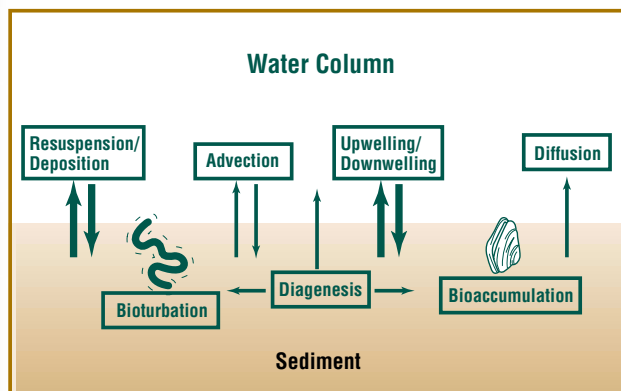 Water Column
Resuspension/
Deposition
Advection
Upwelling/
Downwelling
Diffusion
Bioturbation
Diagenesis
Bioaccumulation
Sediment